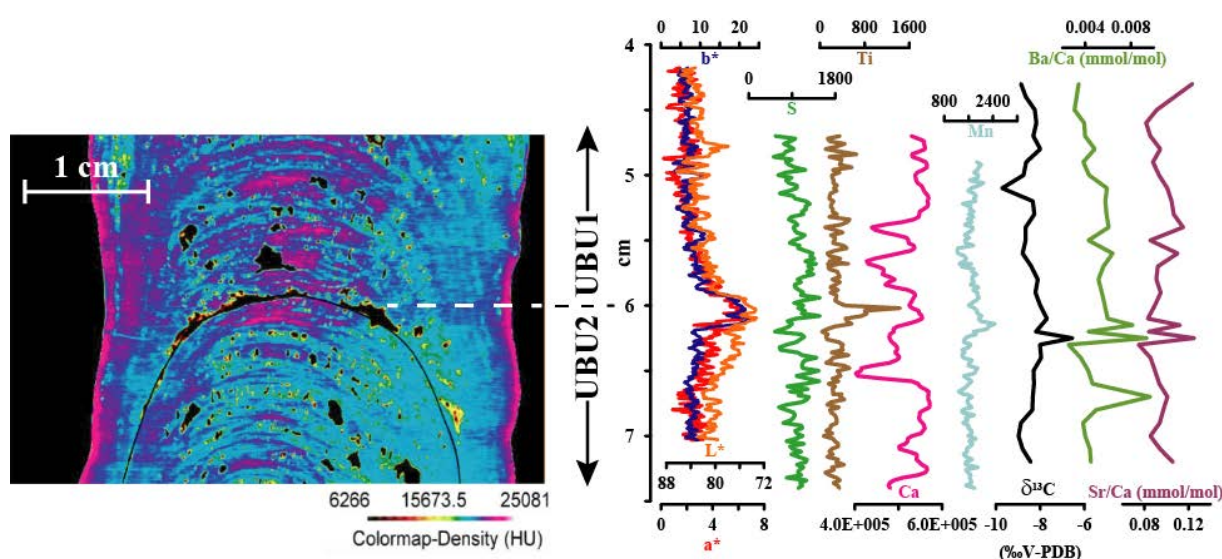 1 cm
UBU1
UBU2
6266 15673.5 25081
Colormap-Density (HU)
0 10 20
b*
0 800 1600
Ti
0.004 0.008
Ba/Ca (mmol/mol)
0 1800
S
800 2400
Mn
4
5
6
7
cm
L*
88 80 72
0 4 8
a*
Ca
4.0E+005 6.0E+005
δ¹³C
-10 -8 -6
(‰V-PDB)
Sr/Ca (mmol/mol)
0.08 0.12